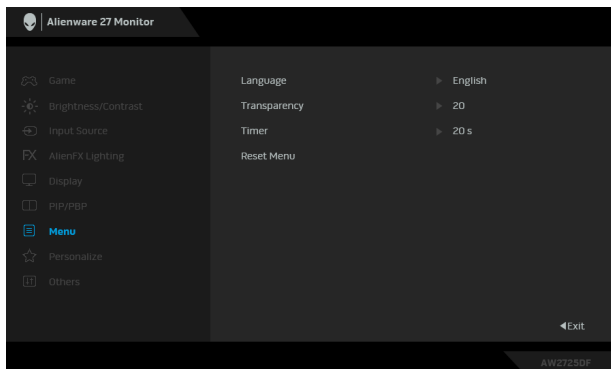 Alienware 27 Monitor
Game
Brightness/Contrast
Input Source
FX AlienFX Lighting
Display
PIP/PBP
Menu
Personalize
Others
Language English
Transparency 20
Timer 20 s
Reset Menu
Exit
AW2725DF